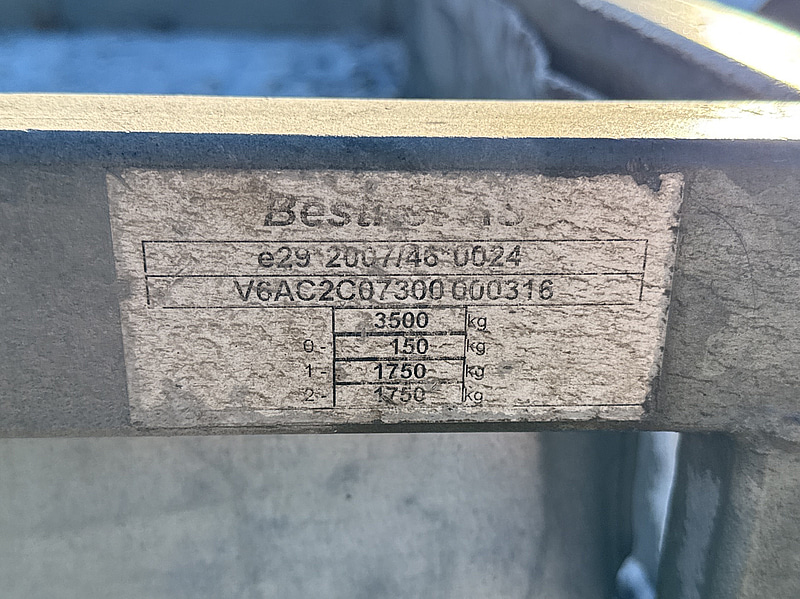 e29 2007/46 0024
V6AC2C07300 000316
3500 kg
0 - 150 kg
1 - 1750 kg
2 - 1750 kg